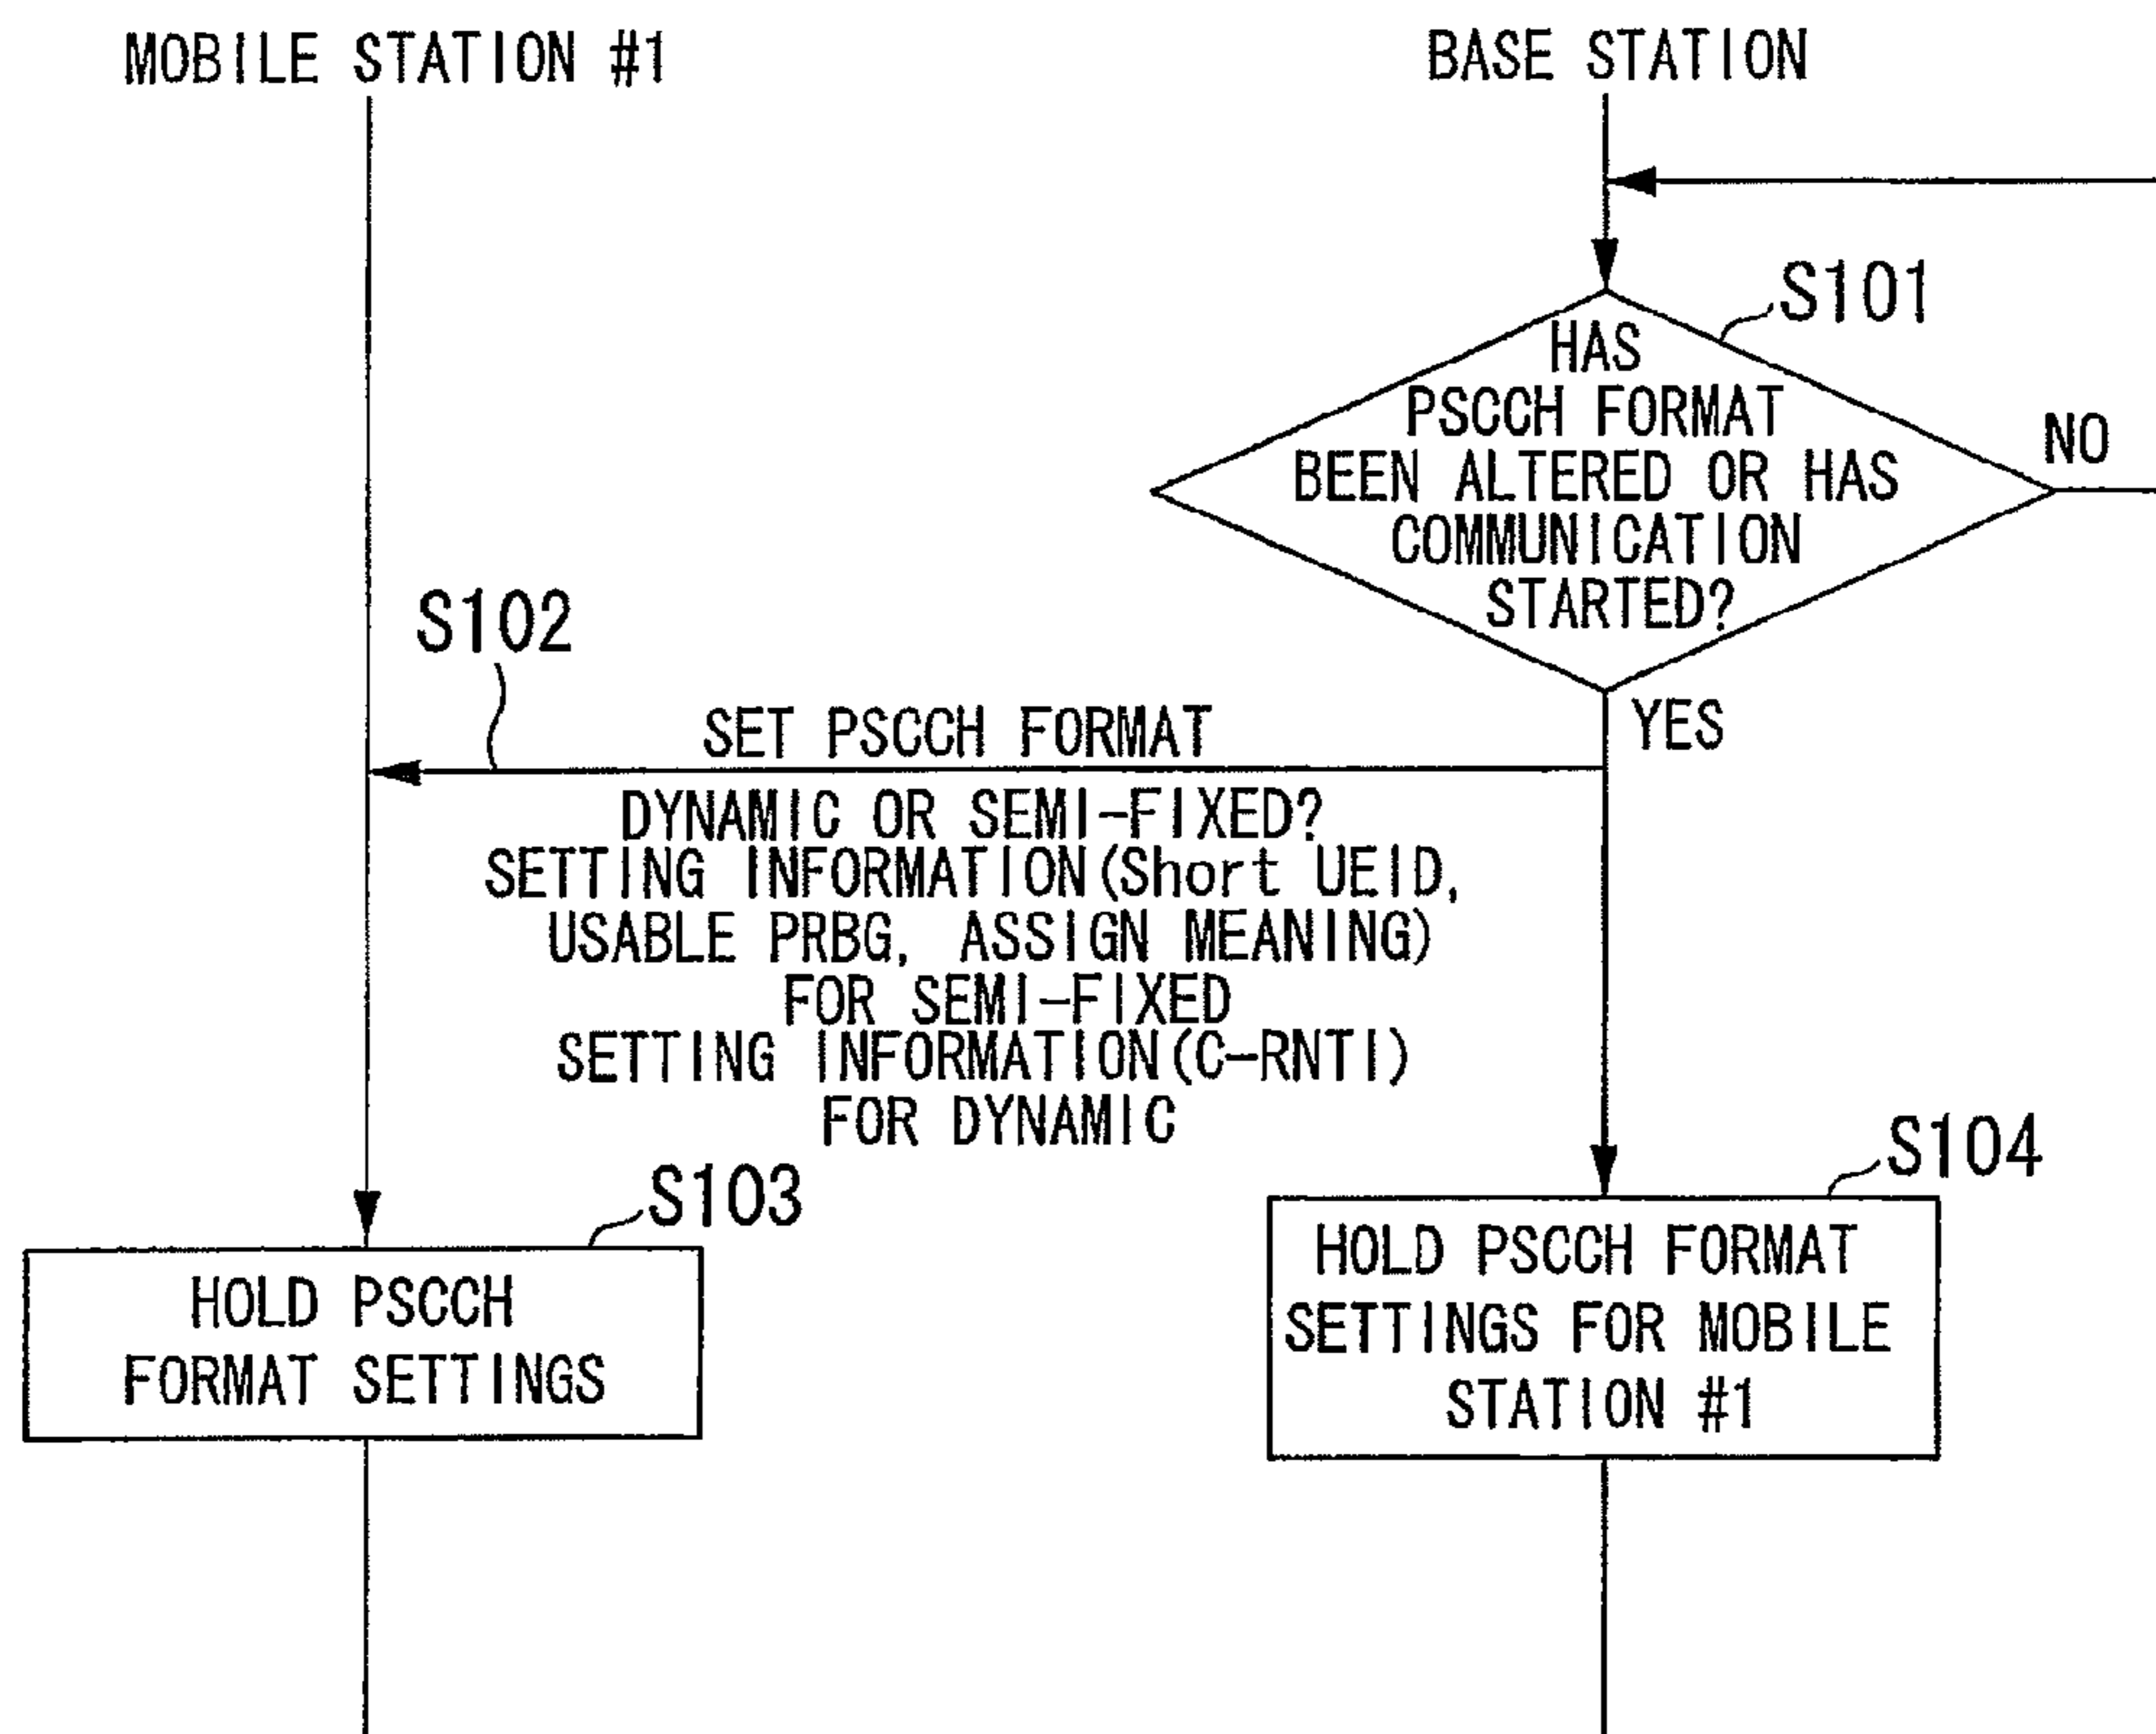 MOBILE STATION #1
BASE STATION
S101
HAS
PSCCH FORMAT
BEEN ALTERED OR HAS
COMMUNICATION
STARTED?
NO
YES
S102
SET PSCCH FORMAT
DYNAMIC OR SEMI-FIXED?
SETTING INFORMATION(Short UEID,
USABLE PRBG, ASSIGN MEANING)
FOR SEMI-FIXED
SETTING INFORMATION(C-RNTI)
FOR DYNAMIC
S103
HOLD PSCCH
FORMAT SETTINGS
S104
HOLD PSCCH FORMAT
SETTINGS FOR MOBILE
STATION #1